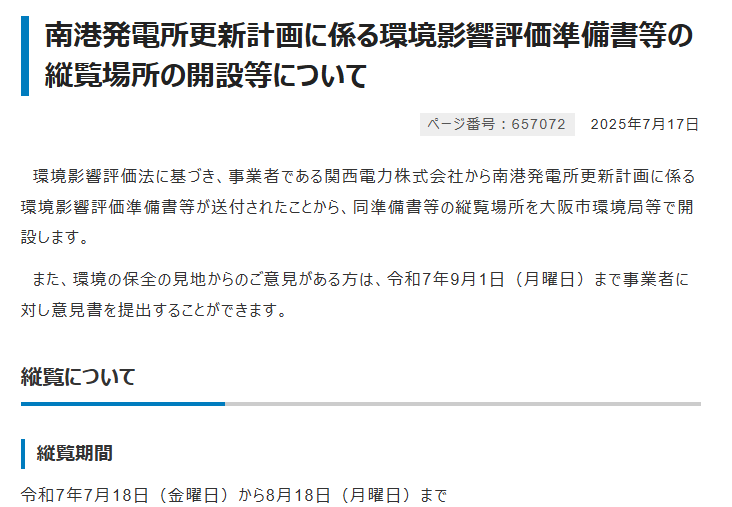 南港発電所更新計画に係る環境影響評価準備書等の
縦覧場所の開設等について
ページ番号：657072 2025年7月17日
環境影響評価法に基づき、事業者である関西電力株式会社から南港発電所更新計画に係る
環境影響評価準備書等が送付されたことから、同準備書等の縦覧場所を大阪市環境局等で開
設します。
また、環境の保全の見地からのご意見がある方は、令和7年9月1日（月曜日）まで事業者に
対し意見書を提出することができます。
縦覧について
縦覧期間
令和7年7月18日（金曜日）から8月18日（月曜日）まで